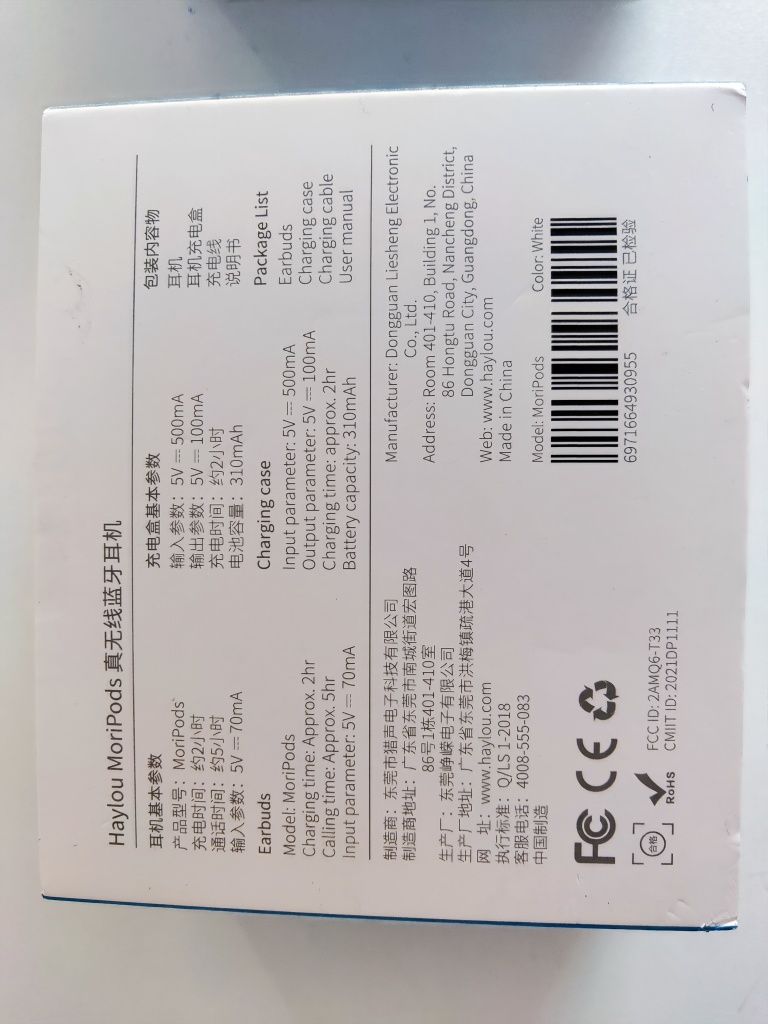 Haylou MoriPods 真无线蓝牙耳机
耳机基本参数
产品型号：MoriPods
充电时间：约2小时
通话时间：约5小时
输入参数：5V ⎓ 70mA
Earbuds
Model: MoriPods
Charging time: Approx. 2hr
Calling time: Approx. 5hr
Input parameter: 5V ⎓ 70mA
充电盒基本参数
输入参数：5V ⎓ 500mA
输出参数：5V ⎓ 100mA
充电时间：约2小时
电池容量：310mAh
Charging case
Input parameter: 5V ⎓ 500mA
Output parameter: 5V ⎓ 100mA
Charging time: approx. 2hr
Battery capacity: 310mAh
包装内容物
耳机
耳机充电盒
充电线
说明书
Package List
Earbuds
Charging case
Charging cable
User manual
制造商：东莞市猎声电子科技有限公司
制造商地址：广东省东莞市南城街道宏图路
86号1栋401-410室
生产厂：东莞峥嵘电子有限公司
生产厂地址：广东省东莞市洪梅镇疏港大道4号
网 址：www.haylou.com
执行标准：Q/LS 1-2018
客服电话：4008-555-083
中国制造
Manufacturer: Dongguan Liesheng Electronic
Co., Ltd.
Address: Room 401-410, Building 1, No.
86 Hongtu Road, Nancheng District,
Dongguan City, Guangdong, China
Web: www.haylou.com
Made in China
Model: MoriPods Color: White
6971664930955 合格证 已检验
FC CE
合格
RoHS
FCC ID: 2AMQ6-T33
CMIIT ID: 2021DP1111